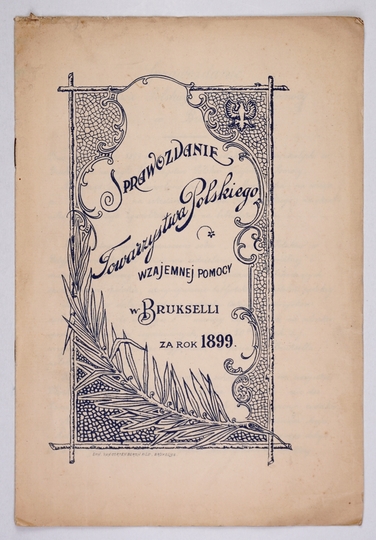 Sprawozdanie
Towarzystwa Polskiego
Wzajemnej Pomocy
w Brukselli
za rok 1899.